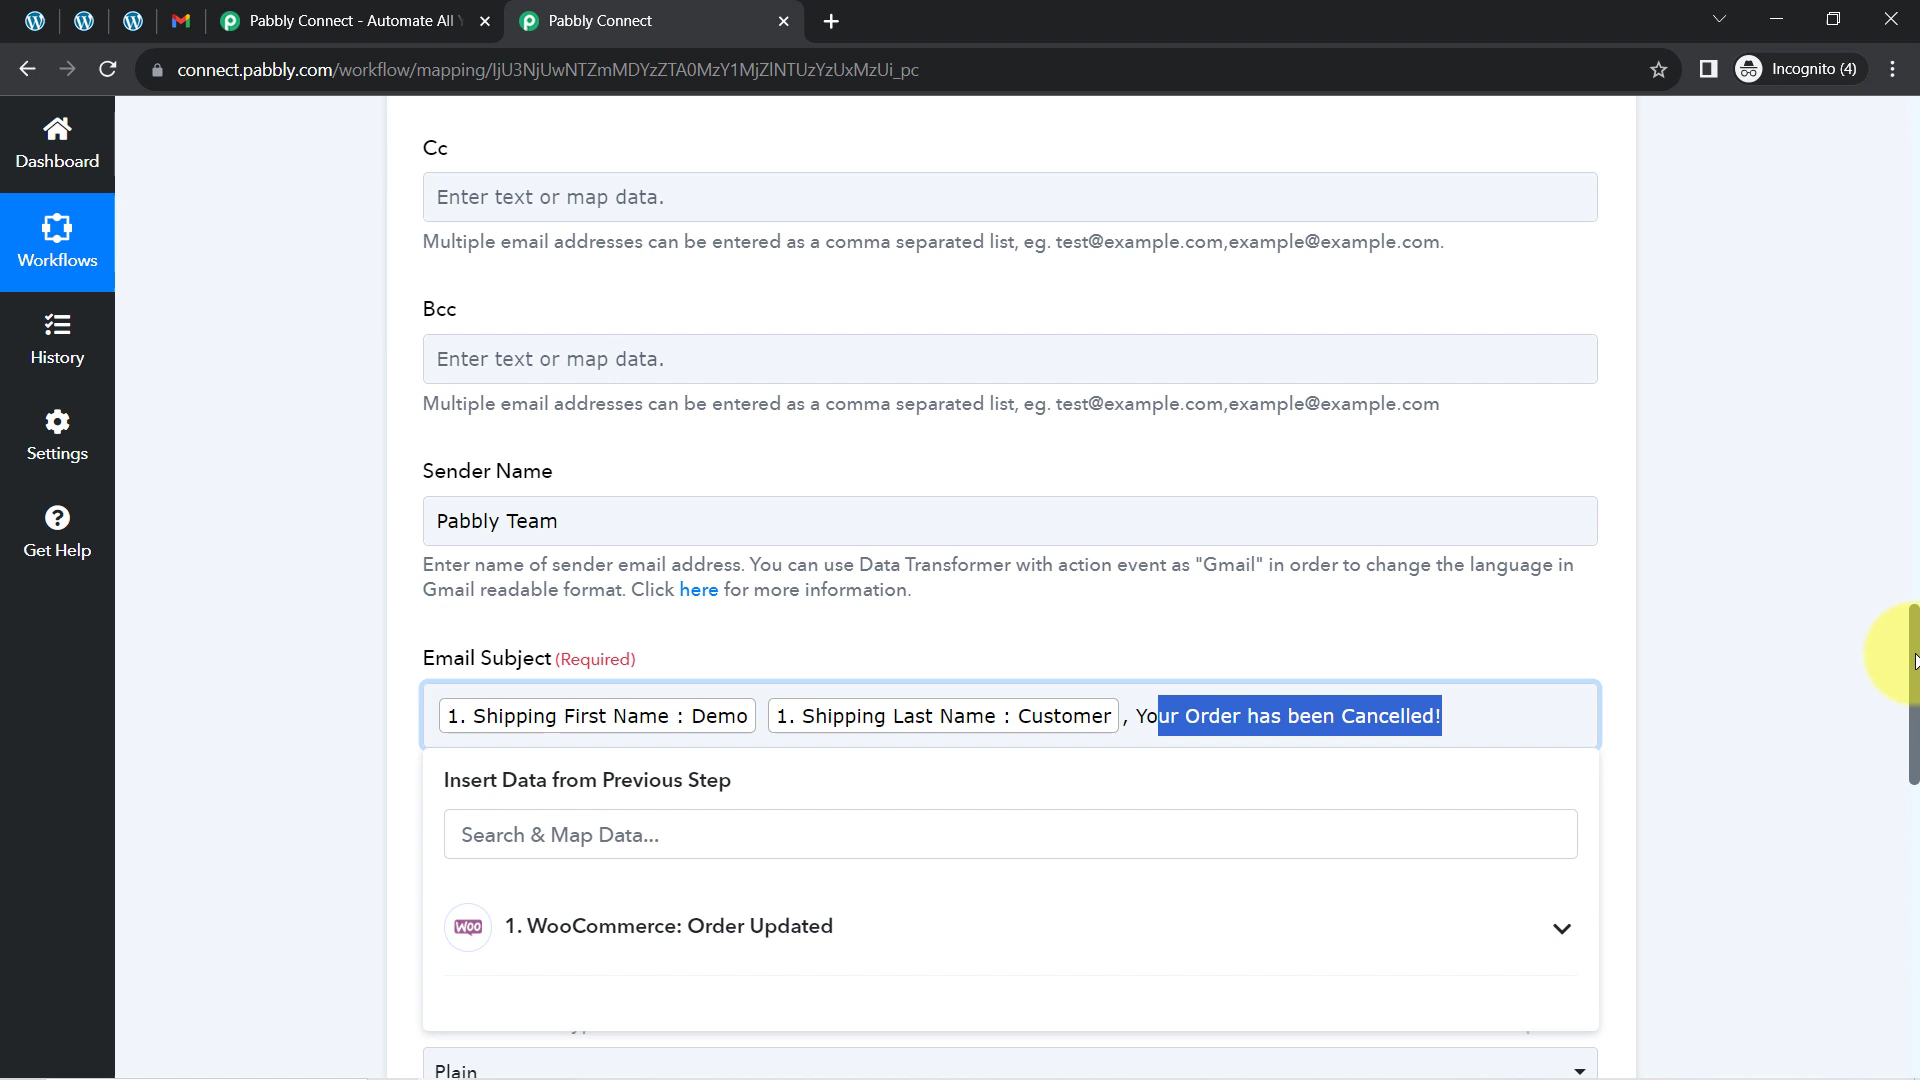 Pabbly Connect - Automate All
Pabbly Connect
connect.pabbly.com/workflow/mapping/IjU3NjUwNTZmMDYzZTA0MzY1MjZlNTUzYzUxMzUi_pc
Incognito (4)
Dashboard
Workflows
History
Settings
Get Help
Cc
Enter text or map data.
Multiple email addresses can be entered as a comma separated list, eg. test@example.com,example@example.com.
Bcc
Enter text or map data.
Multiple email addresses can be entered as a comma separated list, eg. test@example.com,example@example.com
Sender Name
Pabbly Team
Enter name of sender email address. You can use Data Transformer with action event as "Gmail" in order to change the language in
Gmail readable format. Click here for more information.
Email Subject (Required)
1. Shipping First Name : Demo 1. Shipping Last Name : Customer , Your Order has been Cancelled!
Insert Data from Previous Step
Search & Map Data...
Woo 1. WooCommerce: Order Updated
Plain